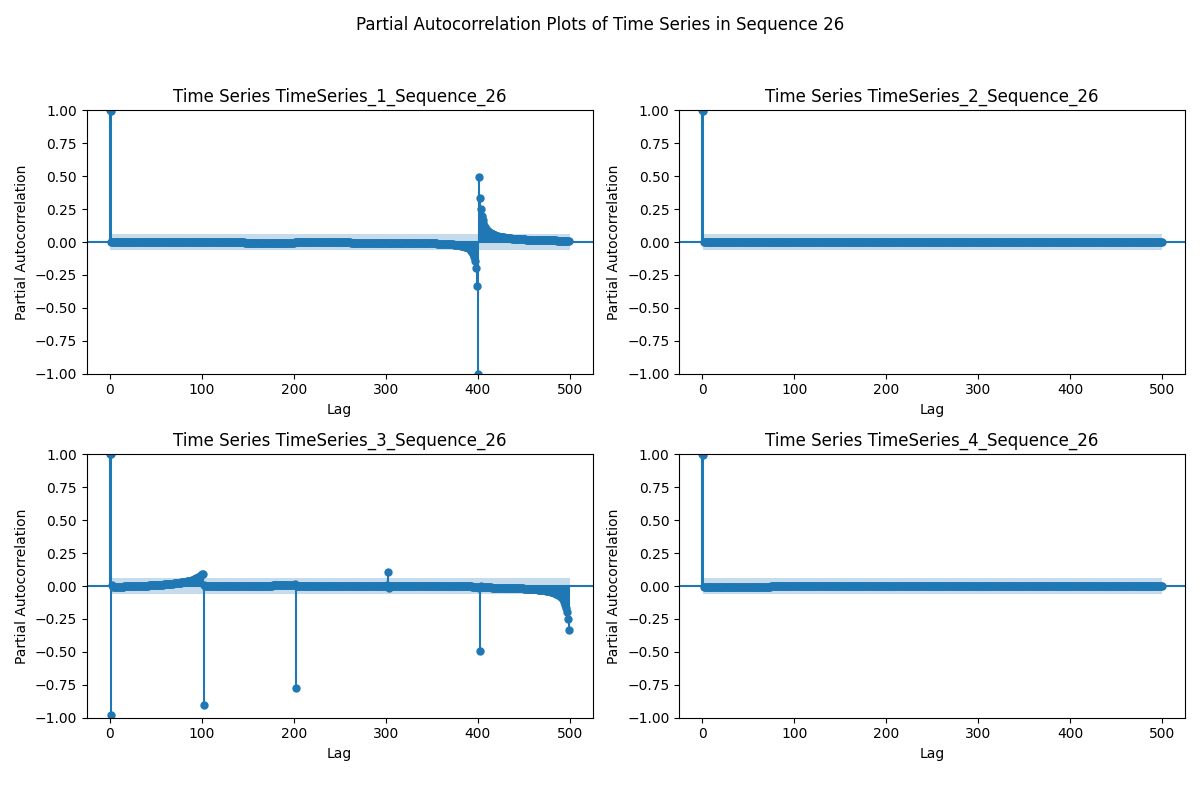 Partial Autocorrelation Plots of Time Series in Sequence 26
Time Series TimeSeries_1_Sequence_26
Partial Autocorrelation
1.00
0.75
0.50
0.25
0.00
−0.25
−0.50
−0.75
−1.00
0 100 200 300 400 500
Lag
Time Series TimeSeries_2_Sequence_26
Partial Autocorrelation
1.00
0.75
0.50
0.25
0.00
−0.25
−0.50
−0.75
−1.00
0 100 200 300 400 500
Lag
Time Series TimeSeries_3_Sequence_26
Partial Autocorrelation
1.00
0.75
0.50
0.25
0.00
−0.25
−0.50
−0.75
−1.00
0 100 200 300 400 500
Lag
Time Series TimeSeries_4_Sequence_26
Partial Autocorrelation
1.00
0.75
0.50
0.25
0.00
−0.25
−0.50
−0.75
−1.00
0 100 200 300 400 500
Lag